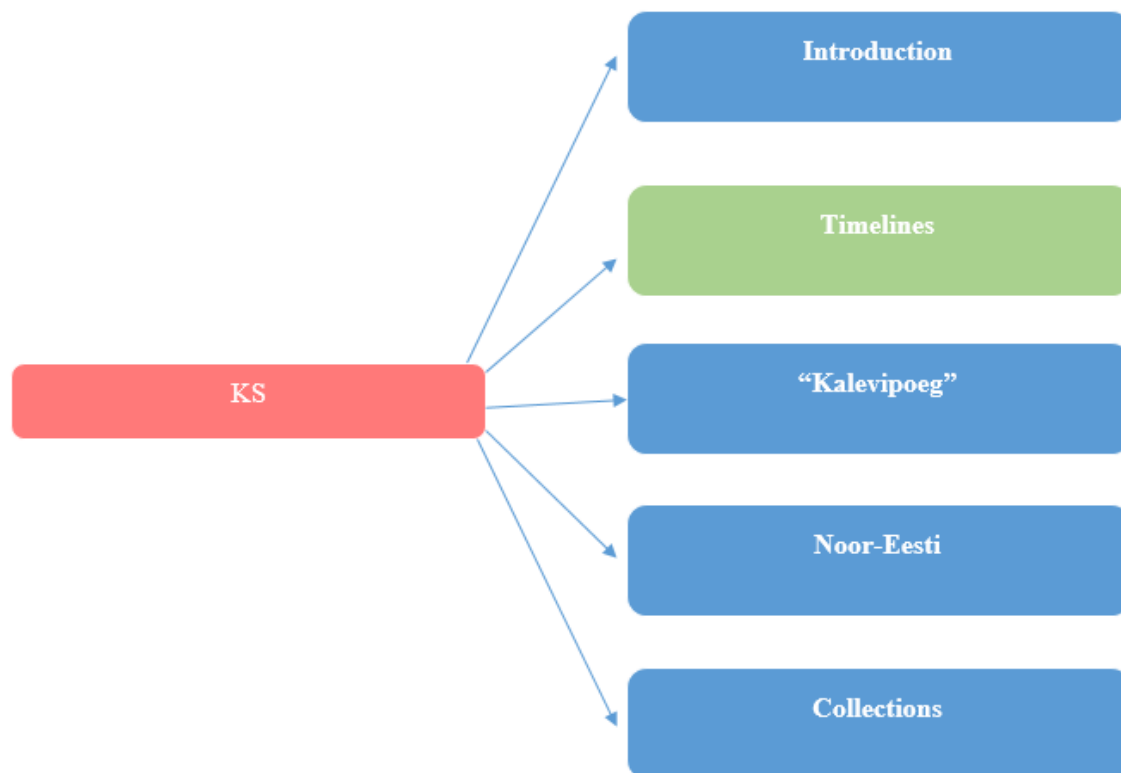 Introduction
Timelines
KS
“Kalevipoeg”
Noor-Eesti
Collections